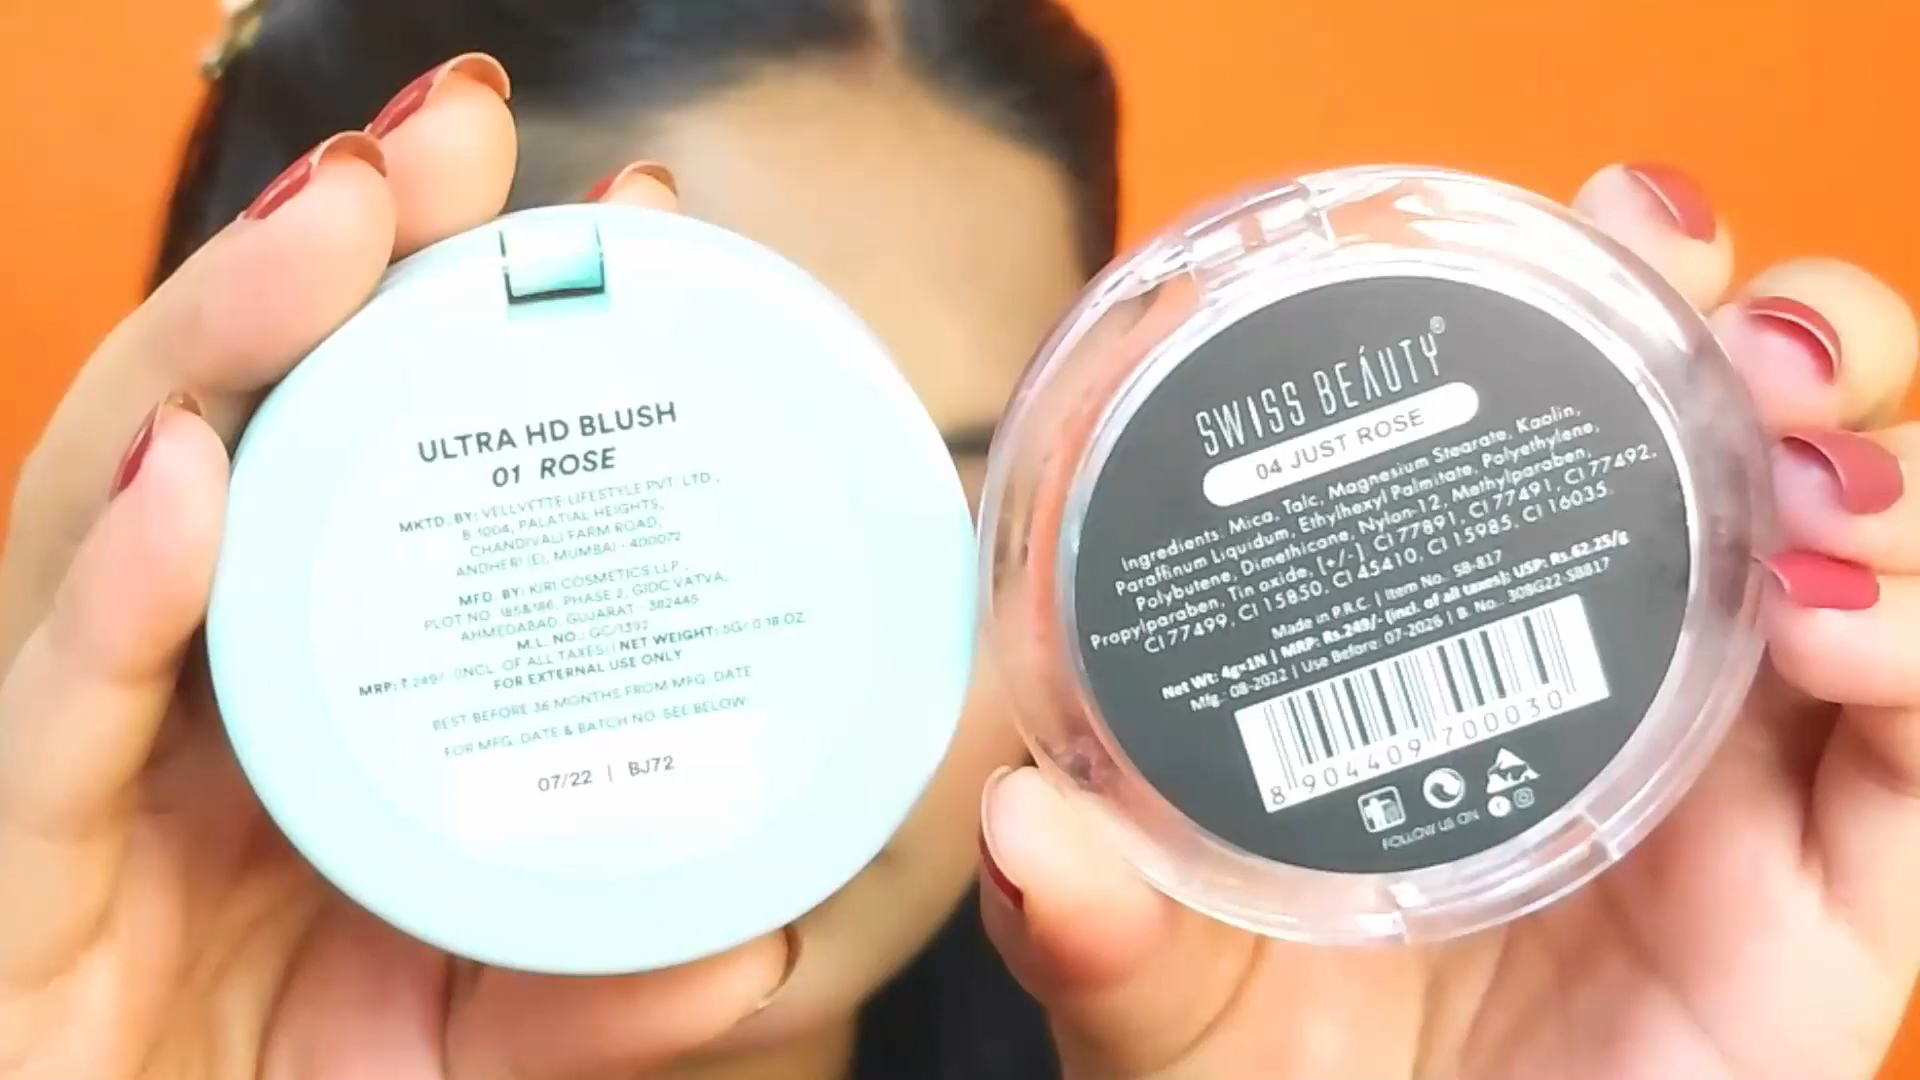 ULTRA HD BLUSH
01 ROSE
MKTD. BY: VELLVETTE LIFESTYLE PVT. LTD.,
B 1004, PALATIAL HEIGHTS,
CHANDIVALI FARM ROAD,
ANDHERI (E), MUMBAI - 400072
MFD. BY: KIRI COSMETICS LLP.,
PLOT NO. 185&186, PHASE 2, GIDC VATVA,
AHMEDABAD, GUJARAT - 382445
M.L. NO.: GC/1392
MRP: ₹ 249/- (INCL. OF ALL TAXES) | NET WEIGHT: 5G/ 0.18 OZ
FOR EXTERNAL USE ONLY
BEST BEFORE 36 MONTHS FROM MFG. DATE
FOR MFG. DATE & BATCH NO. SEE BELOW:
07/22 | BJ72
SWISS BEÁUTY®
04 JUST ROSE
Ingredients: Mica, Talc, Magnesium Stearate, Kaolin,
Paraffinum Liquidum, Ethylhexyl Palmitate, Polyethylene,
Polybutene, Dimethicone, Nylon-12, Methylparaben,
Propylparaben, Tin oxide, [+/-], CI 77891, CI 77491, CI 77492,
CI 77499, CI 15850, CI 45410, CI 15985, CI 16035.
Made in P.R.C. | Item No.: SB-817
Net Wt: 4g×1N | MRP: Rs.249/- (incl. of all taxes); USP: Rs.62.25/g
Mfg.: 08-2022 | Use Before: 07-2026 | B. No.: 308G22-SB817
8 904409 700030
FOLLOW US ON